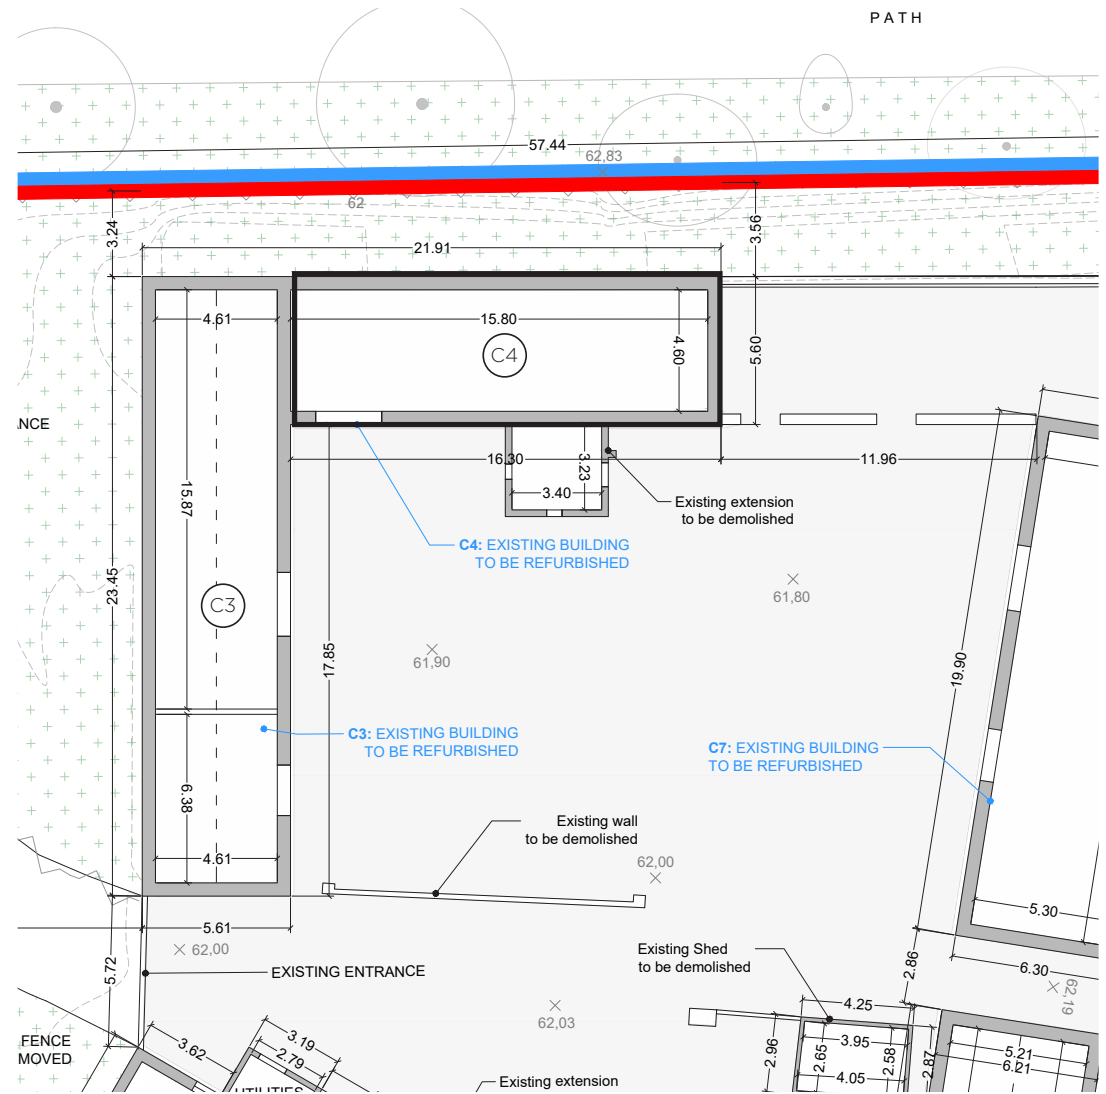 PATH
57.44
62,83
62
3.24
3.56
21.91
4.61
15.80
C4
4.60
5.60
NCE
16.30
3.23
11.96
3.40
15.87
Existing extension
to be demolished
C4: EXISTING BUILDING
TO BE REFURBISHED
23.45
C3
61,80
17.85
61,90
19.90
C3: EXISTING BUILDING
TO BE REFURBISHED
C7: EXISTING BUILDING
TO BE REFURBISHED
6.38
Existing wall
to be demolished
4.61
62,00
5.30
5.61
62,00
Existing Shed
to be demolished
5.72
EXISTING ENTRANCE
2.86
6.30
62,19
4.25
62,03
FENCE
MOVED
3.62
3.19
2.79
2.96
2.65
3.95
2.58
2.87
5.21
6.21
4.05
Existing extension
UTILITIES